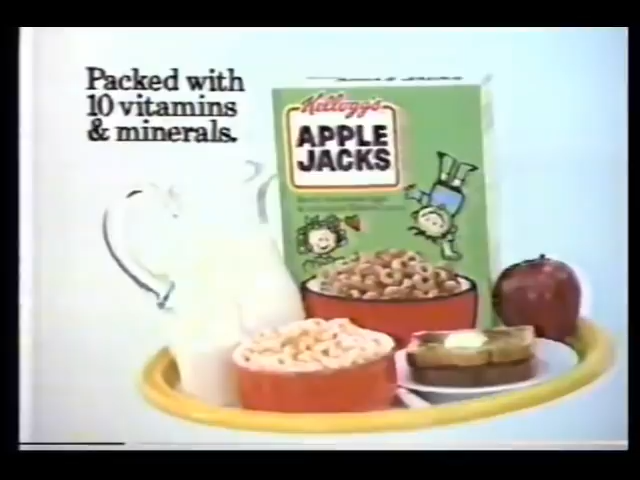 Packed with
10 vitamins
& minerals.
Kellogg's
APPLE
JACKS